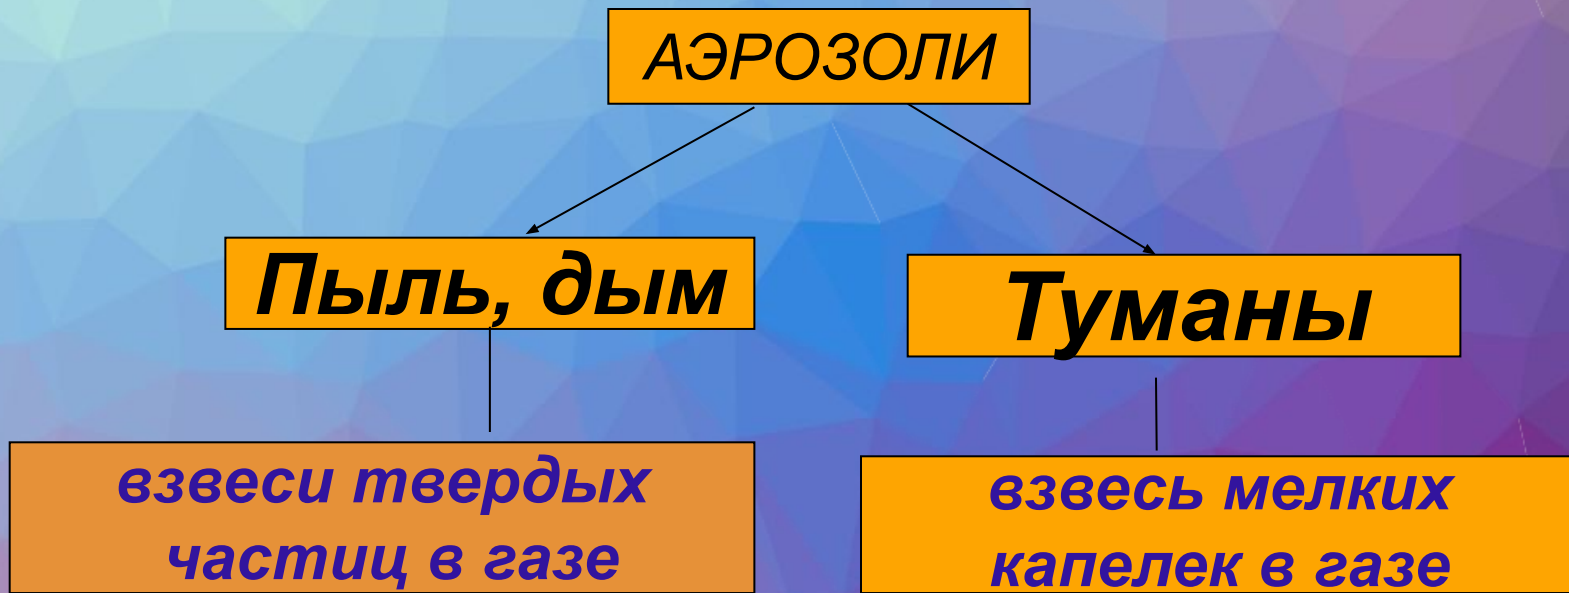 АЭРОЗОЛИ
Пыль, дым
Туманы
взвеси твердых
частиц в газе
взвесь мелких
капелек в газе